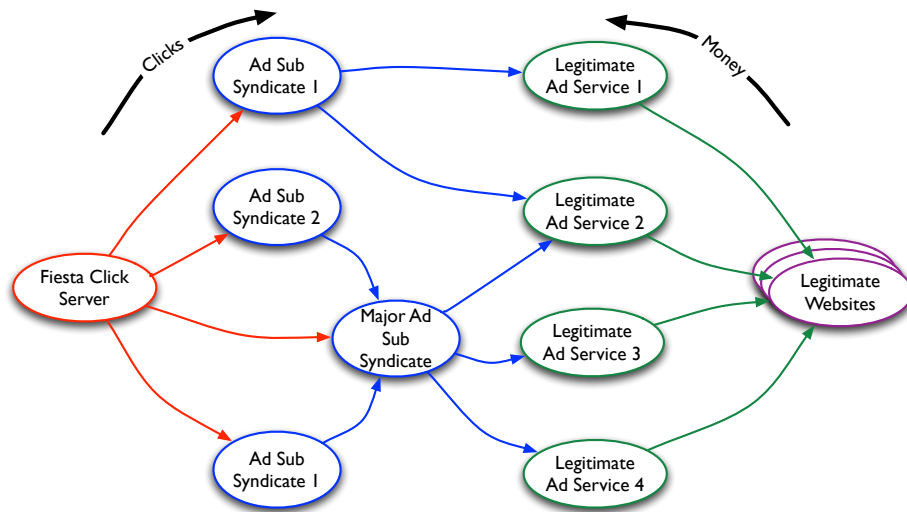 Clicks
Money
Ad Sub
Syndicate 1
Legitimate
Ad Service 1
Ad Sub
Syndicate 2
Legitimate
Ad Service 2
Fiesta Click
Server
Major Ad
Sub
Syndicate
Legitimate
Ad Service 3
Legitimate
Websites
Ad Sub
Syndicate 1
Legitimate
Ad Service 4